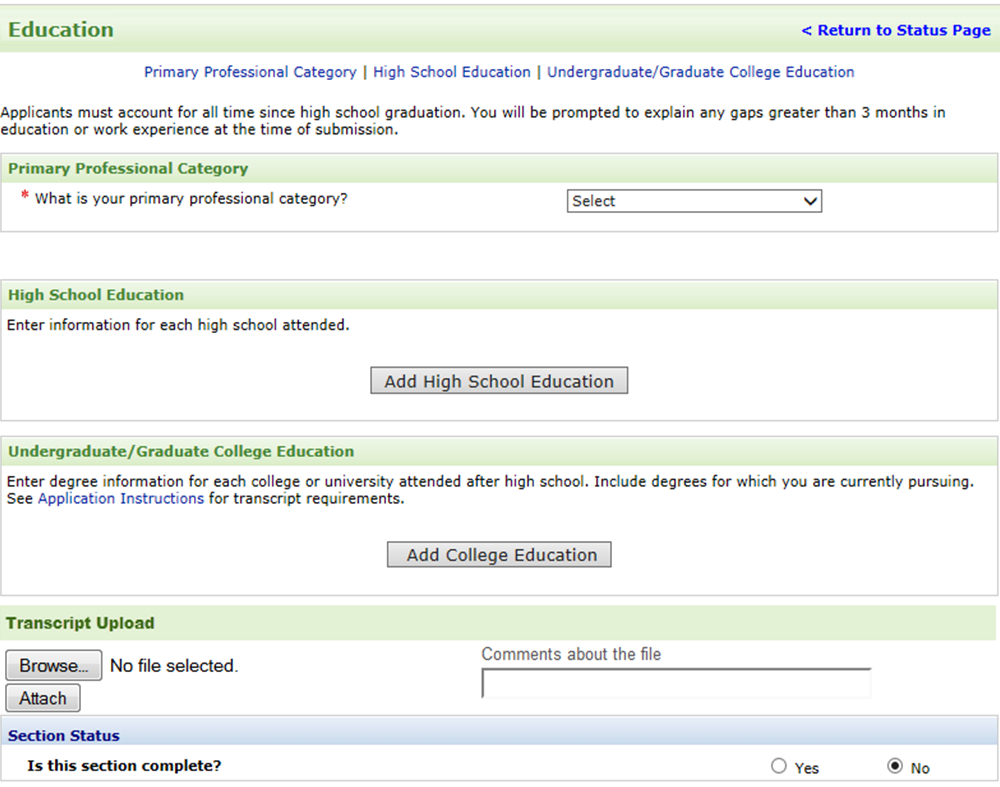 Education
< Return to Status Page
Primary Professional Category | High School Education | Undergraduate/Graduate College Education
Applicants must account for all time since high school graduation. You will be prompted to explain any gaps greater than 3 months in
education or work experience at the time of submission.
Primary Professional Category
* What is your primary professional category?
Select
High School Education
Enter information for each high school attended.
Add High School Education
Undergraduate/Graduate College Education
Enter degree information for each college or university attended after high school. Include degrees for which you are currently pursuing.
See Application Instructions for transcript requirements.
Add College Education
Transcript Upload
Browse... No file selected.
Comments about the file
Attach
Section Status
Is this section complete? Yes No